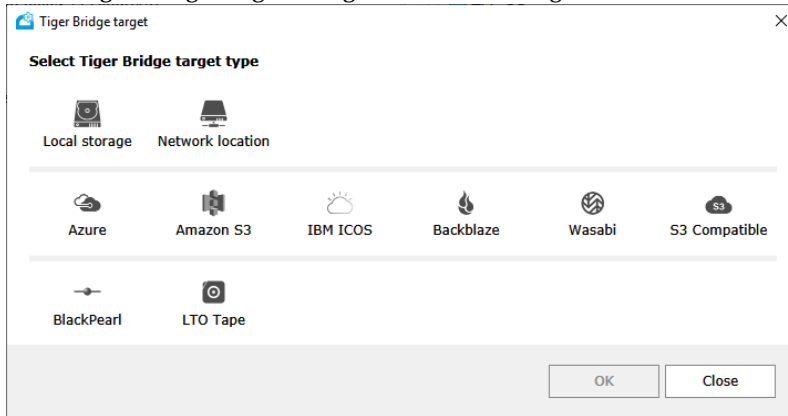 Tiger Bridge target
Select Tiger Bridge target type
Local storage Network location
Azure Amazon S3 IBM ICOS Backblaze Wasabi S3 S3 Compatible
BlackPearl LTO Tape
OK Close